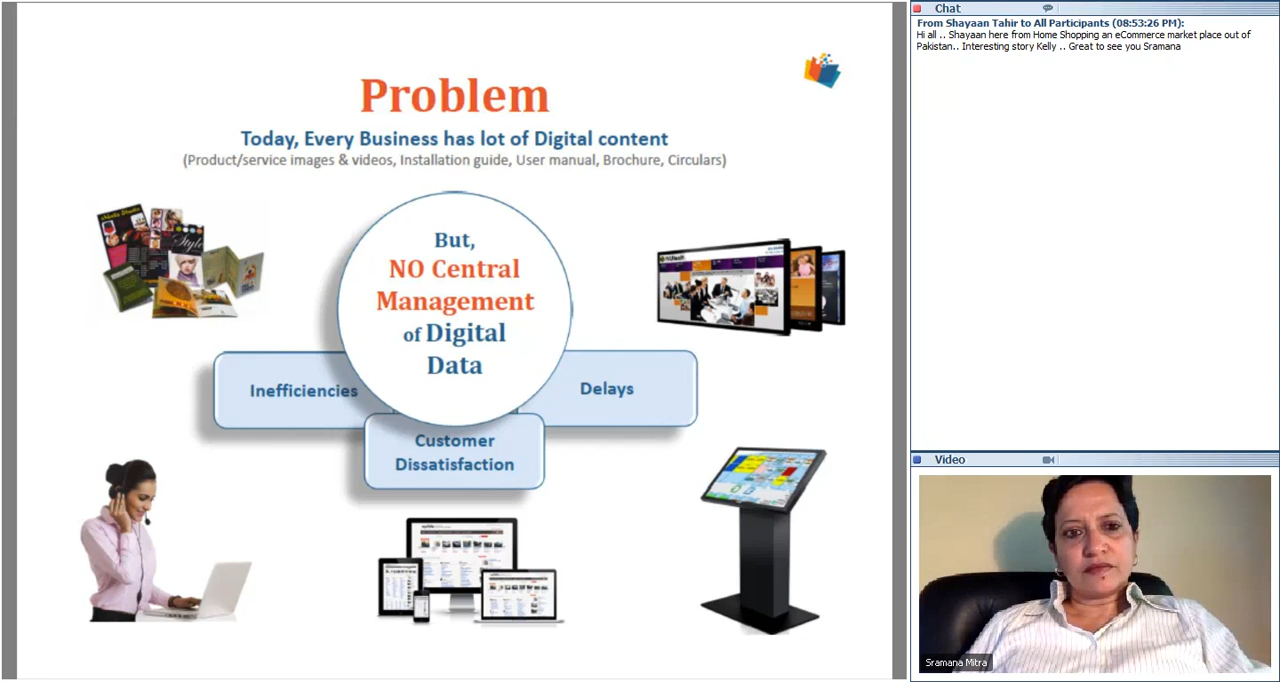 Problem
Today, Every Business has lot of Digital content
(Product/service images & videos, Installation guide, User manual, Brochure, Circulars)
But,
NO Central
Management
of Digital
Data
Inefficiencies
Delays
Customer
Dissatisfaction
Style
Chat
From Shayaan Tahir to All Participants (08:53:26 PM):
Hi all .. Shayaan here from Home Shopping an eCommerce market place out of
Pakistan.. Interesting story Kelly .. Great to see you Sramana
Video
Sramana Mitra